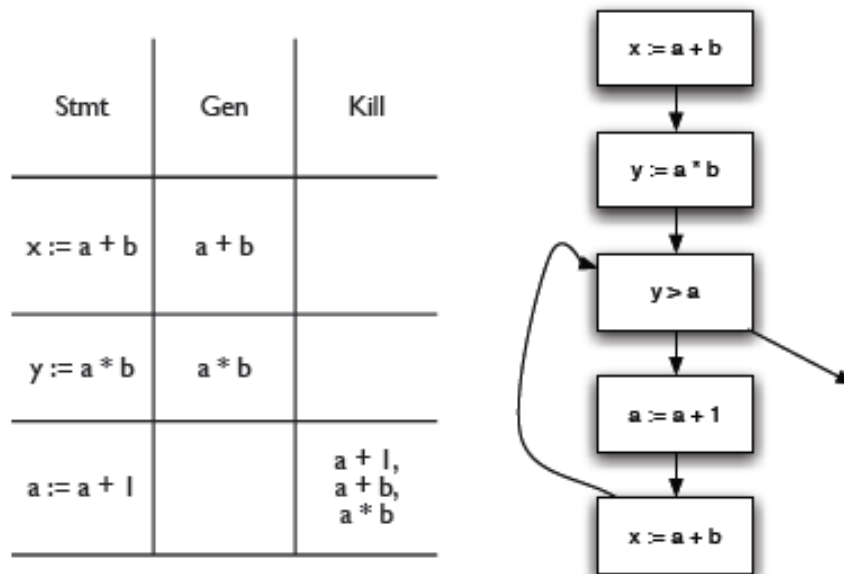 Stmt Gen Kill
x := a + b a + b
y := a * b a * b
a := a + 1 a + 1,
a + b,
a * b
x := a + b
y := a * b
y > a
a := a + 1
x := a + b